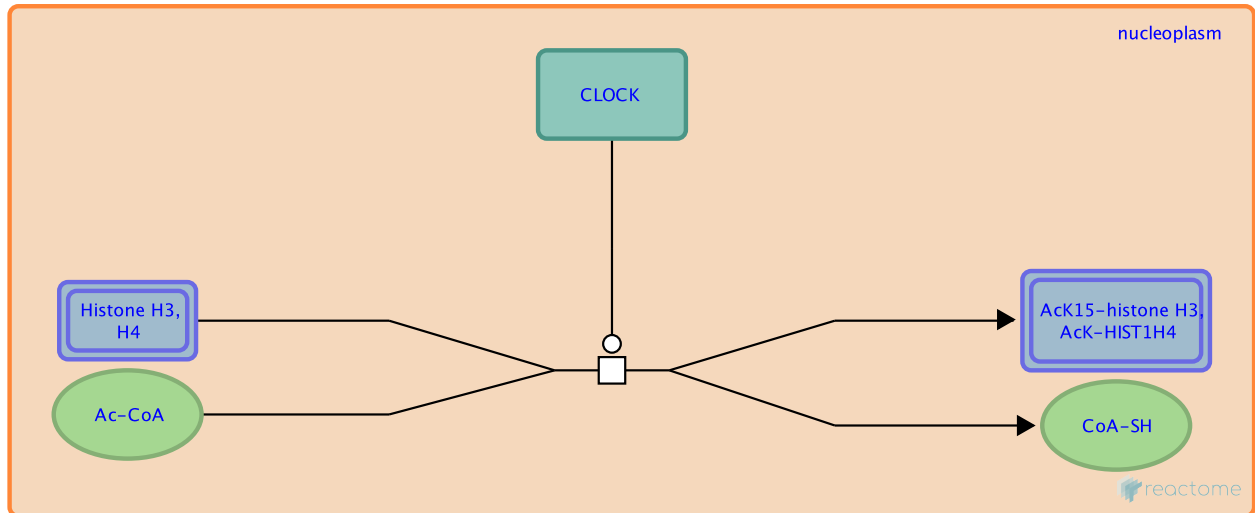 nucleoplasm
CLOCK
Histone H3,
H4
Ac-CoA
AcK15-histone H3,
AcK-HIST1H4
CoA-SH
reactome